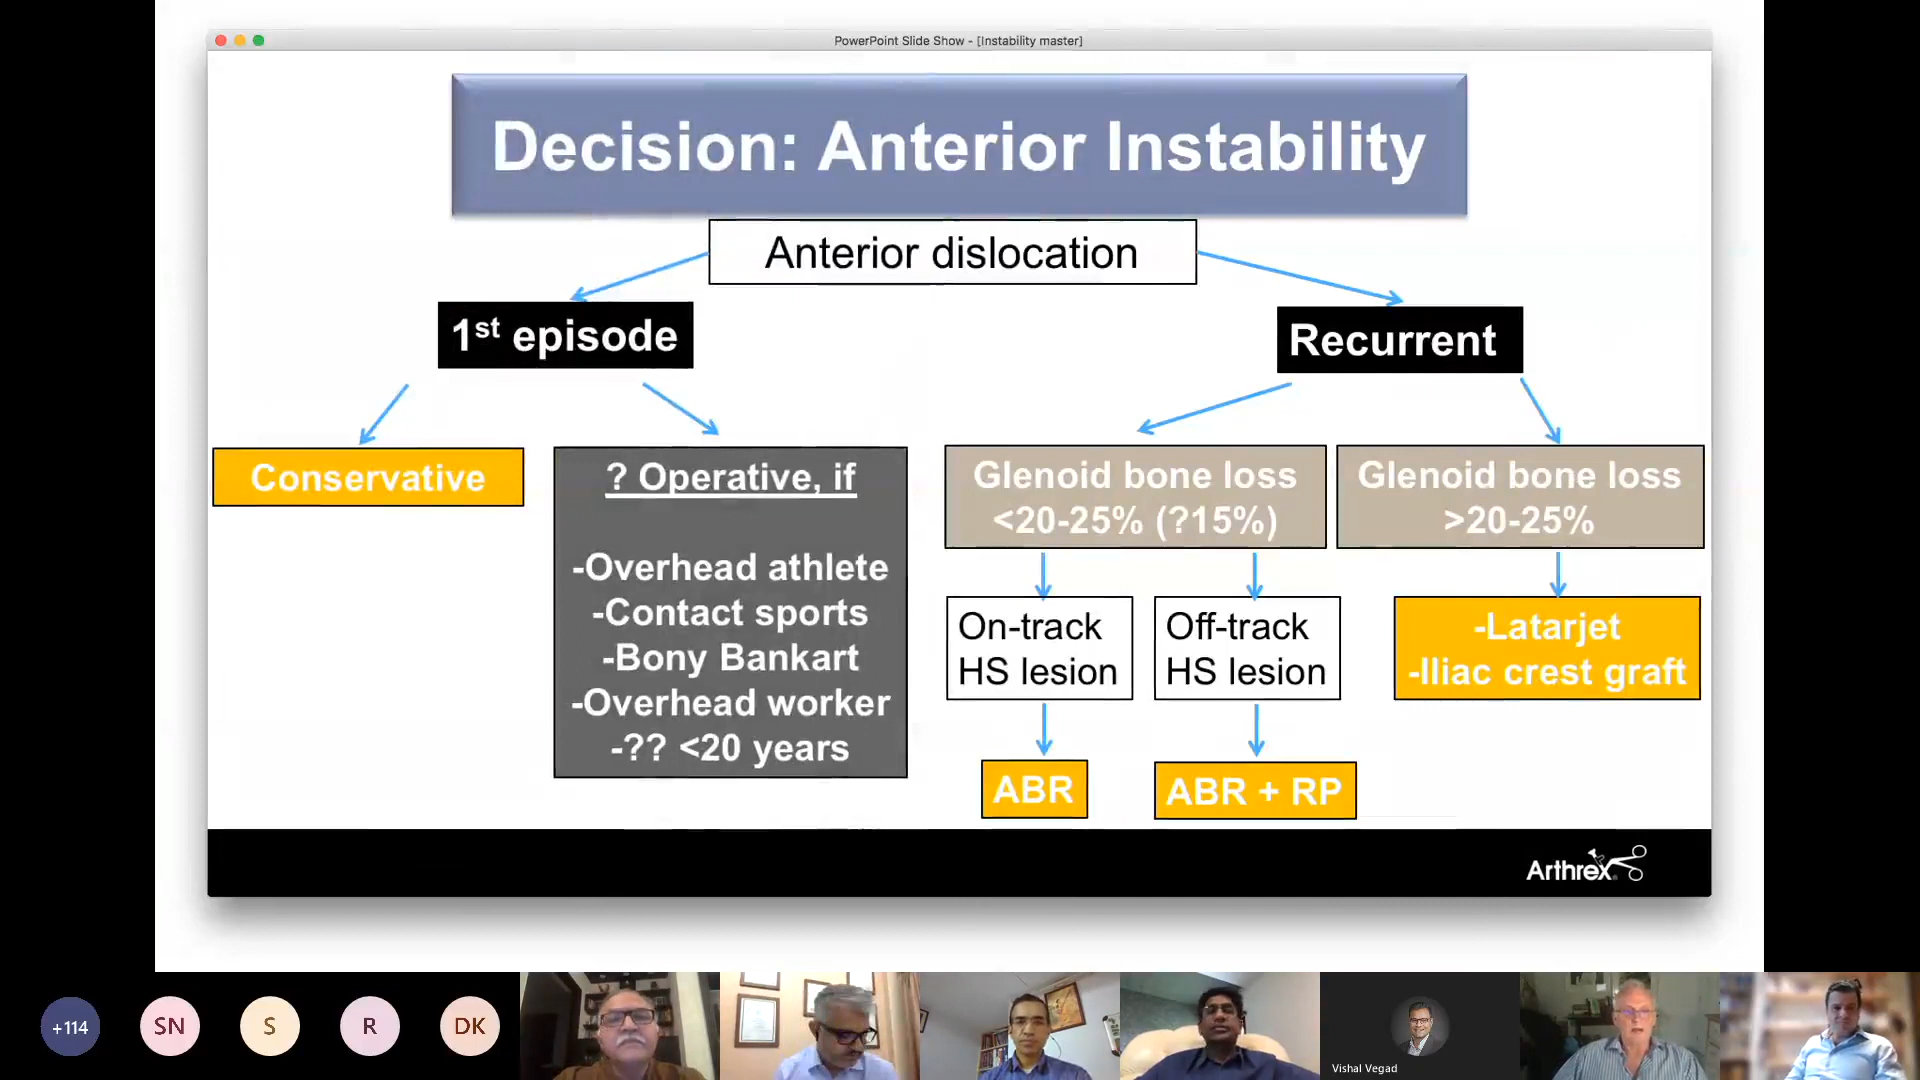 PowerPoint Slide Show - [Instability master]
Decision: Anterior Instability
Anterior dislocation
1st episode
Recurrent
Conservative
? Operative, if
-Overhead athlete
-Contact sports
-Bony Bankart
-Overhead worker
-?? <20 years
Glenoid bone loss
<20-25% (?15%)
Glenoid bone loss
>20-25%
On-track
HS lesion
Off-track
HS lesion
-Latarjet
-Iliac crest graft
ABR
ABR + RP
Arthrex
+114
SN
S
R
DK
Vishal Vegad